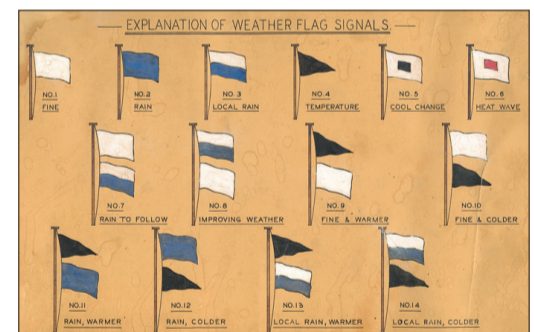 EXPLANATION OF WEATHER FLAG SIGNALS
NO.1
FINE
NO.2
RAIN
NO.3
LOCAL RAIN
NO.4
TEMPERATURE
NO.5
COOL CHANGE
NO.6
HEAT WAVE
NO.7
RAIN TO FOLLOW
NO.8
IMPROVING WEATHER
NO.9
FINE & WARMER
NO.10
FINE & COLDER
NO.11
RAIN, WARMER
NO.12
RAIN, COLDER
NO.13
LOCAL RAIN, WARMER
NO.14
LOCAL RAIN, COLDER